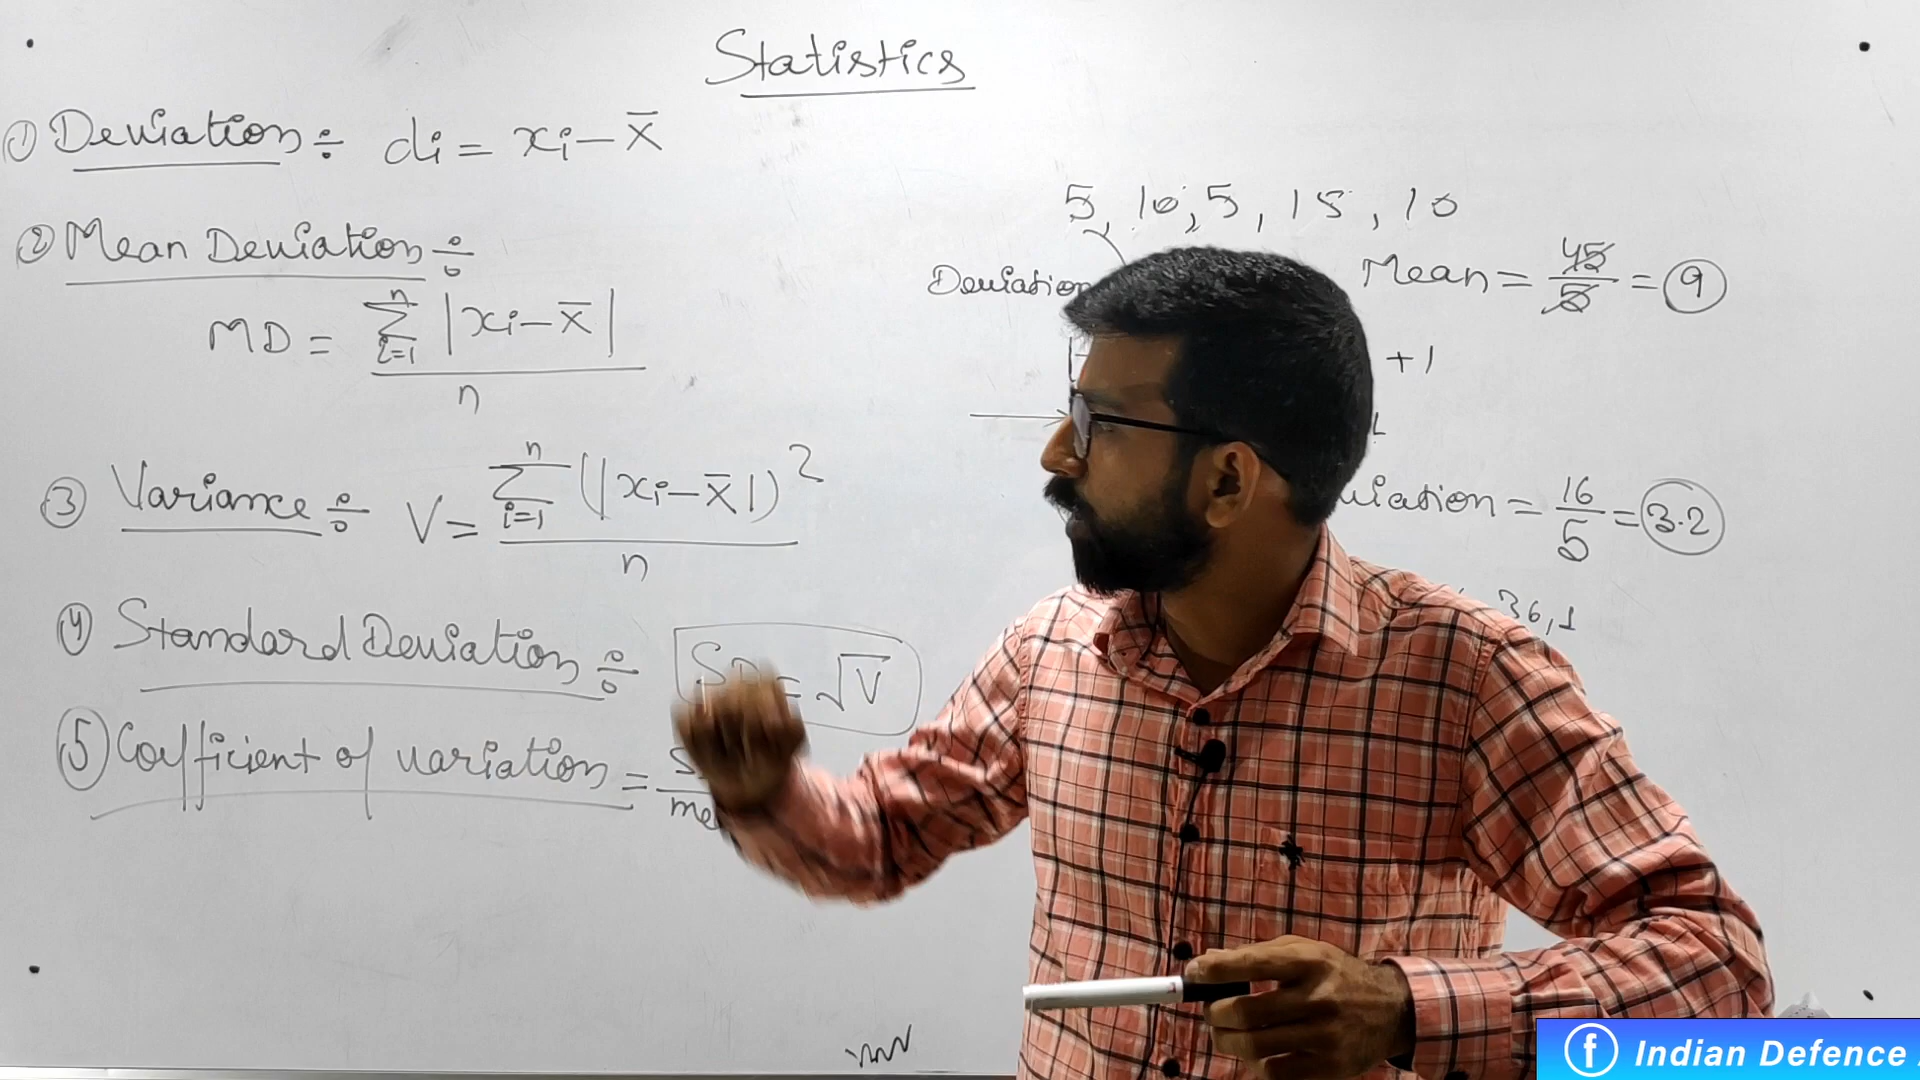 Statistics
① Deviation ÷ di = xi - x̄
② Mean Deviation ÷
MD = n Σ i=1 |xi - x̄|
n
③ Variance ÷ V = n Σ i=1 (|xi - x̄|)²
n
④ Standard Deviation ÷ SD = √V
⑤ Coefficient of variation =
5, 10, 5, 15, 10
Deviation
Mean = 45/5 = 9
+1
uiation = 16/5 = 3.2
36, 1
f Indian Defence